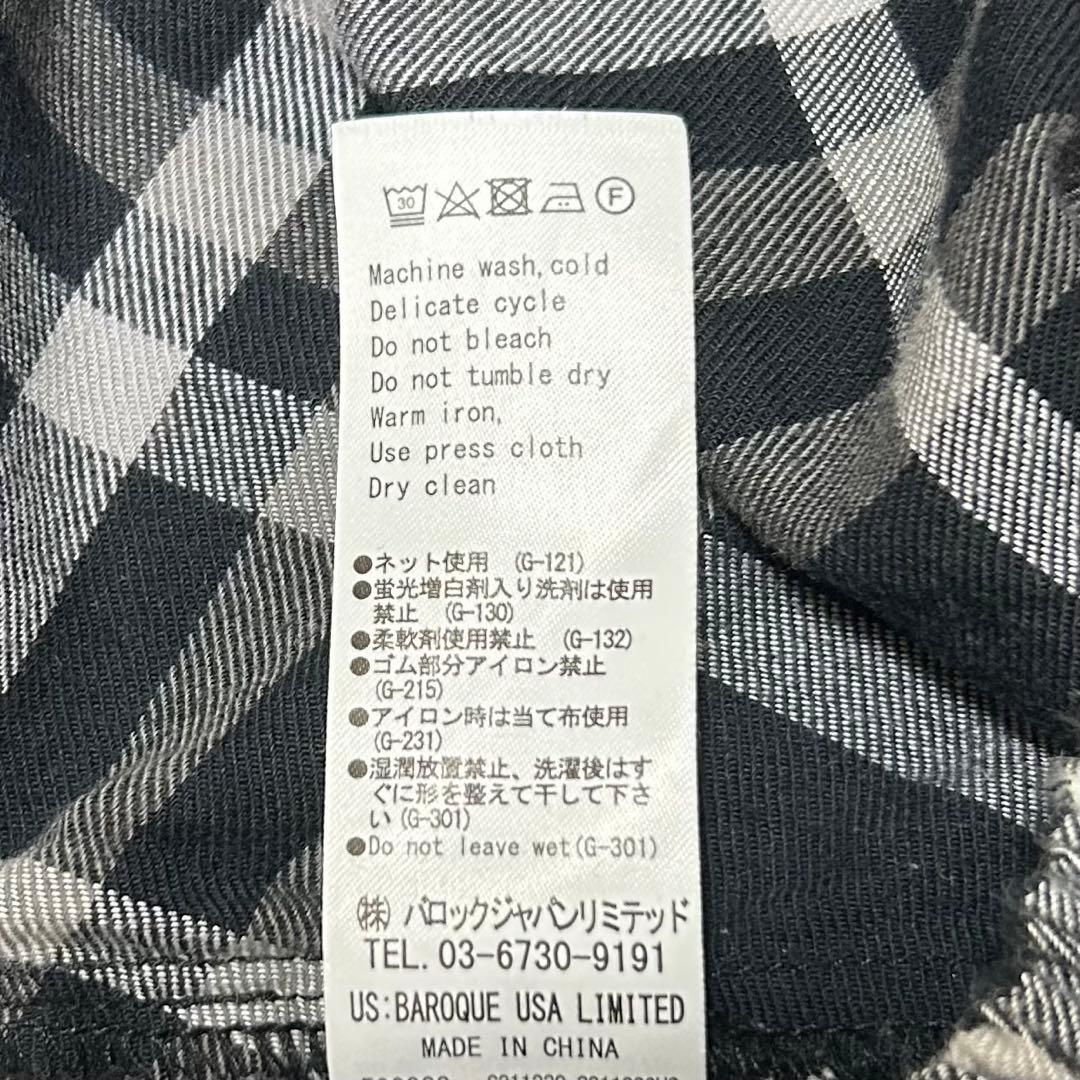 30 F
Machine wash,cold
Delicate cycle
Do not bleach
Do not tumble dry
Warm iron,
Use press cloth
Dry clean
●ネット使用 (G-121)
●蛍光増白剤入り洗剤は使用
禁止 (G-130)
●柔軟剤使用禁止 (G-132)
●ゴム部分アイロン禁止
(G-215)
●アイロン時は当て布使用
(G-231)
●湿潤放置禁止、洗濯後はす
ぐに形を整えて干して下さ
い(G-301)
●Do not leave wet(G-301)
㈱ バロックジャパンリミテッド
TEL. 03-6730-9191
US:BAROQUE USA LIMITED
MADE IN CHINA